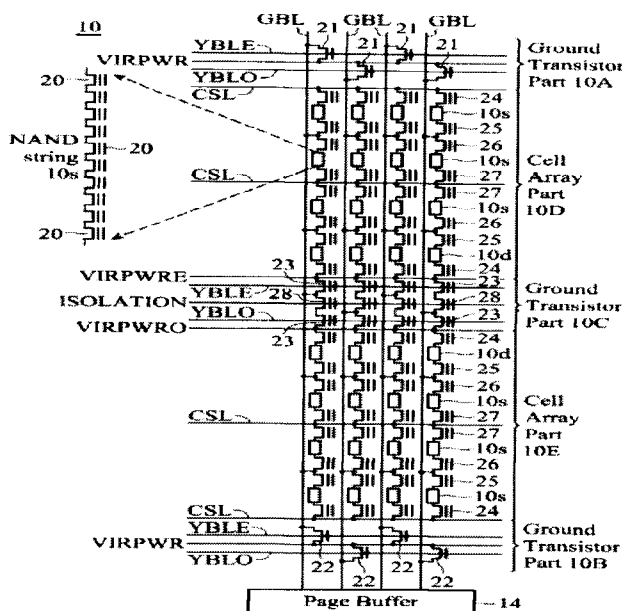 10
GBL GBL GBL
21 21
YBLE
VIRPWR
YBLO
21 21
Ground
Transistor
Part 10A
CSL
20
NAND
string
10s
20
20
24
10s
25
26
10s
27
CSL
27
10s
26
25
10d
24
Cell
Array
Part
10D
VIRPWRE
23
YBLE
28
ISOLATION
YBLO
VIRPWRO
23
23
28
23
Ground
Transistor
Part 10C
24
10d
25
26
10s
27
CSL
27
10s
26
25
10s
24
Cell
Array
Part
10E
CSL
YBLE
VIRPWR
YBLO
22 22
22 22
Ground
Transistor
Part 10B
Page Buffer
14